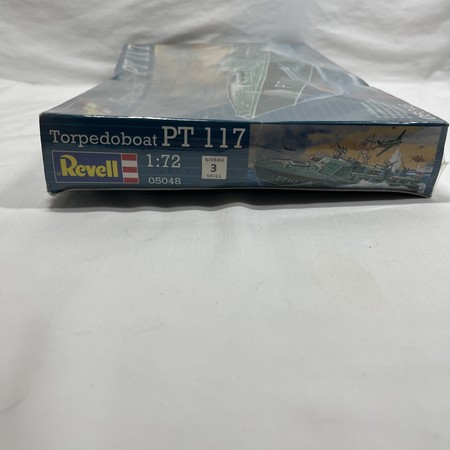 Torpedoboat PT 117
Revell
1:72
05048
NIVEAU
3
SKILL